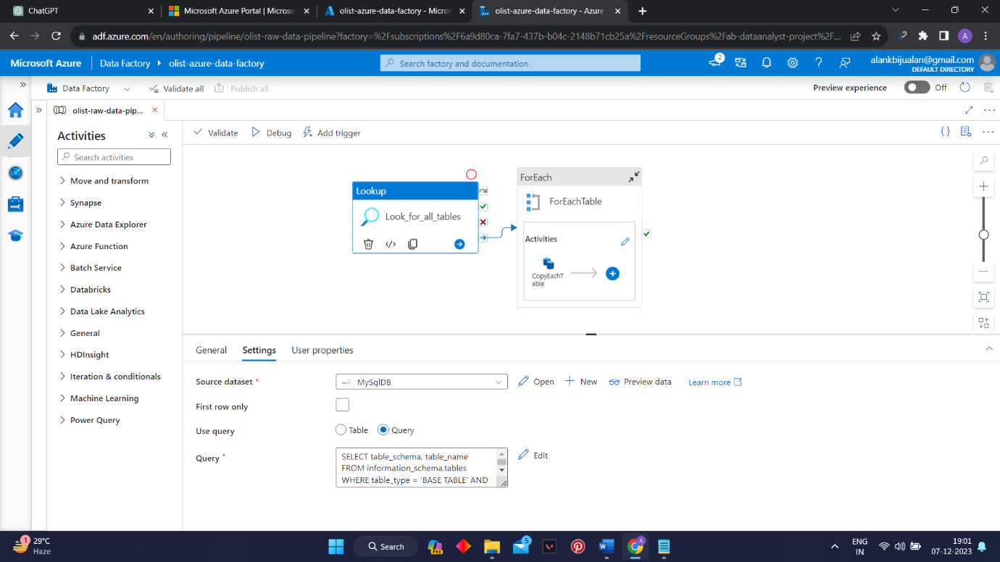 ChatGPT
Microsoft Azure Portal | Microso
olist-azure-data-factory - Micros
olist-azure-data-factory - Azure
adf.azure.com/en/authoring/pipeline/olist-raw-data-pipeline?factory=%2Fsubscriptions%2F6a9d80ca-7fa7-437b-b04c-2148b71cb25a%2FresourceGroups%2Fab-dataanalyst-project%2F...
A
Microsoft Azure
Data Factory
olist-azure-data-factory
Search factory and documentation
2
alankbijualan@gmail.com
DEFAULT DIRECTORY
Data Factory
Validate all
Publish all
Preview experience
Off
olist-raw-data-pip...
Activities
Search activities
Move and transform
Synapse
Azure Data Explorer
Azure Function
Batch Service
Databricks
Data Lake Analytics
General
HDInsight
Iteration & conditionals
Machine Learning
Power Query
Validate
Debug
Add trigger
Lookup
Look_for_all_tables
ForEach
ForEachTable
Activities
CopyEachT
able
General
Settings
User properties
Source dataset *
MySqlDB
Open
New
Preview data
Learn more
First row only
Use query
Table
Query
Query *
SELECT table_schema, table_name
FROM information_schema.tables
WHERE table_type = 'BASE TABLE' AND
Edit
1
29°C
Haze
Search
PRE
5
A
ENG
IN
19:01
07-12-2023